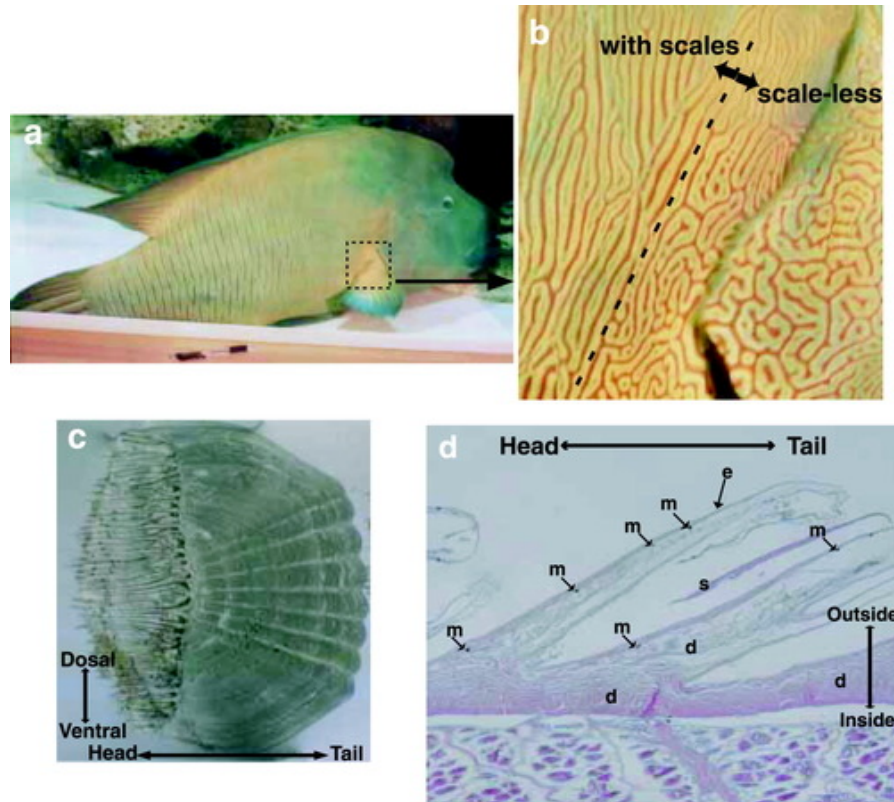 a
b
with scales
scale-less
c
Dosal
Ventral
Head
Tail
d
Head
Tail
e
m
m
m
m
s
m
m
d
d
d
Outside
Inside